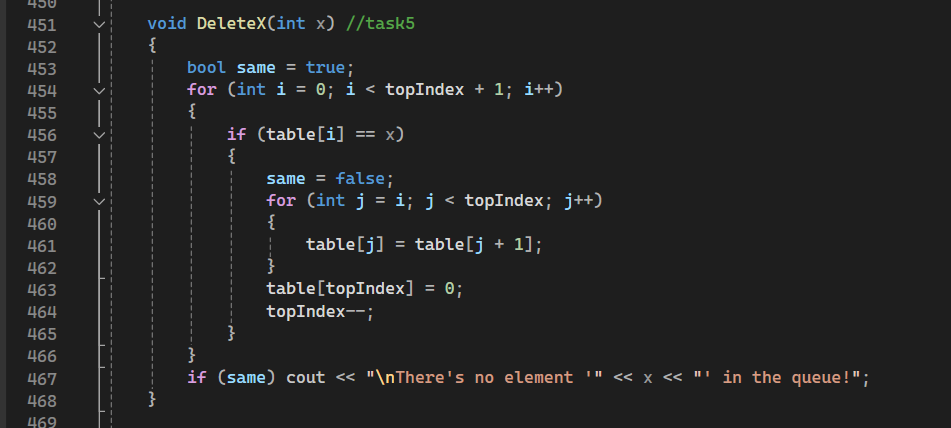 450
451 void DeleteX(int x) //task5
452 {
453 bool same = true;
454 for (int i = 0; i < topIndex + 1; i++)
455 {
456 if (table[i] == x)
457 {
458 same = false;
459 for (int j = i; j < topIndex; j++)
460 {
461 table[j] = table[j + 1];
462 }
463 table[topIndex] = 0;
464 topIndex--;
465 }
466 }
467 if (same) cout << "\nThere's no element '" << x << "' in the queue!";
468 }
469